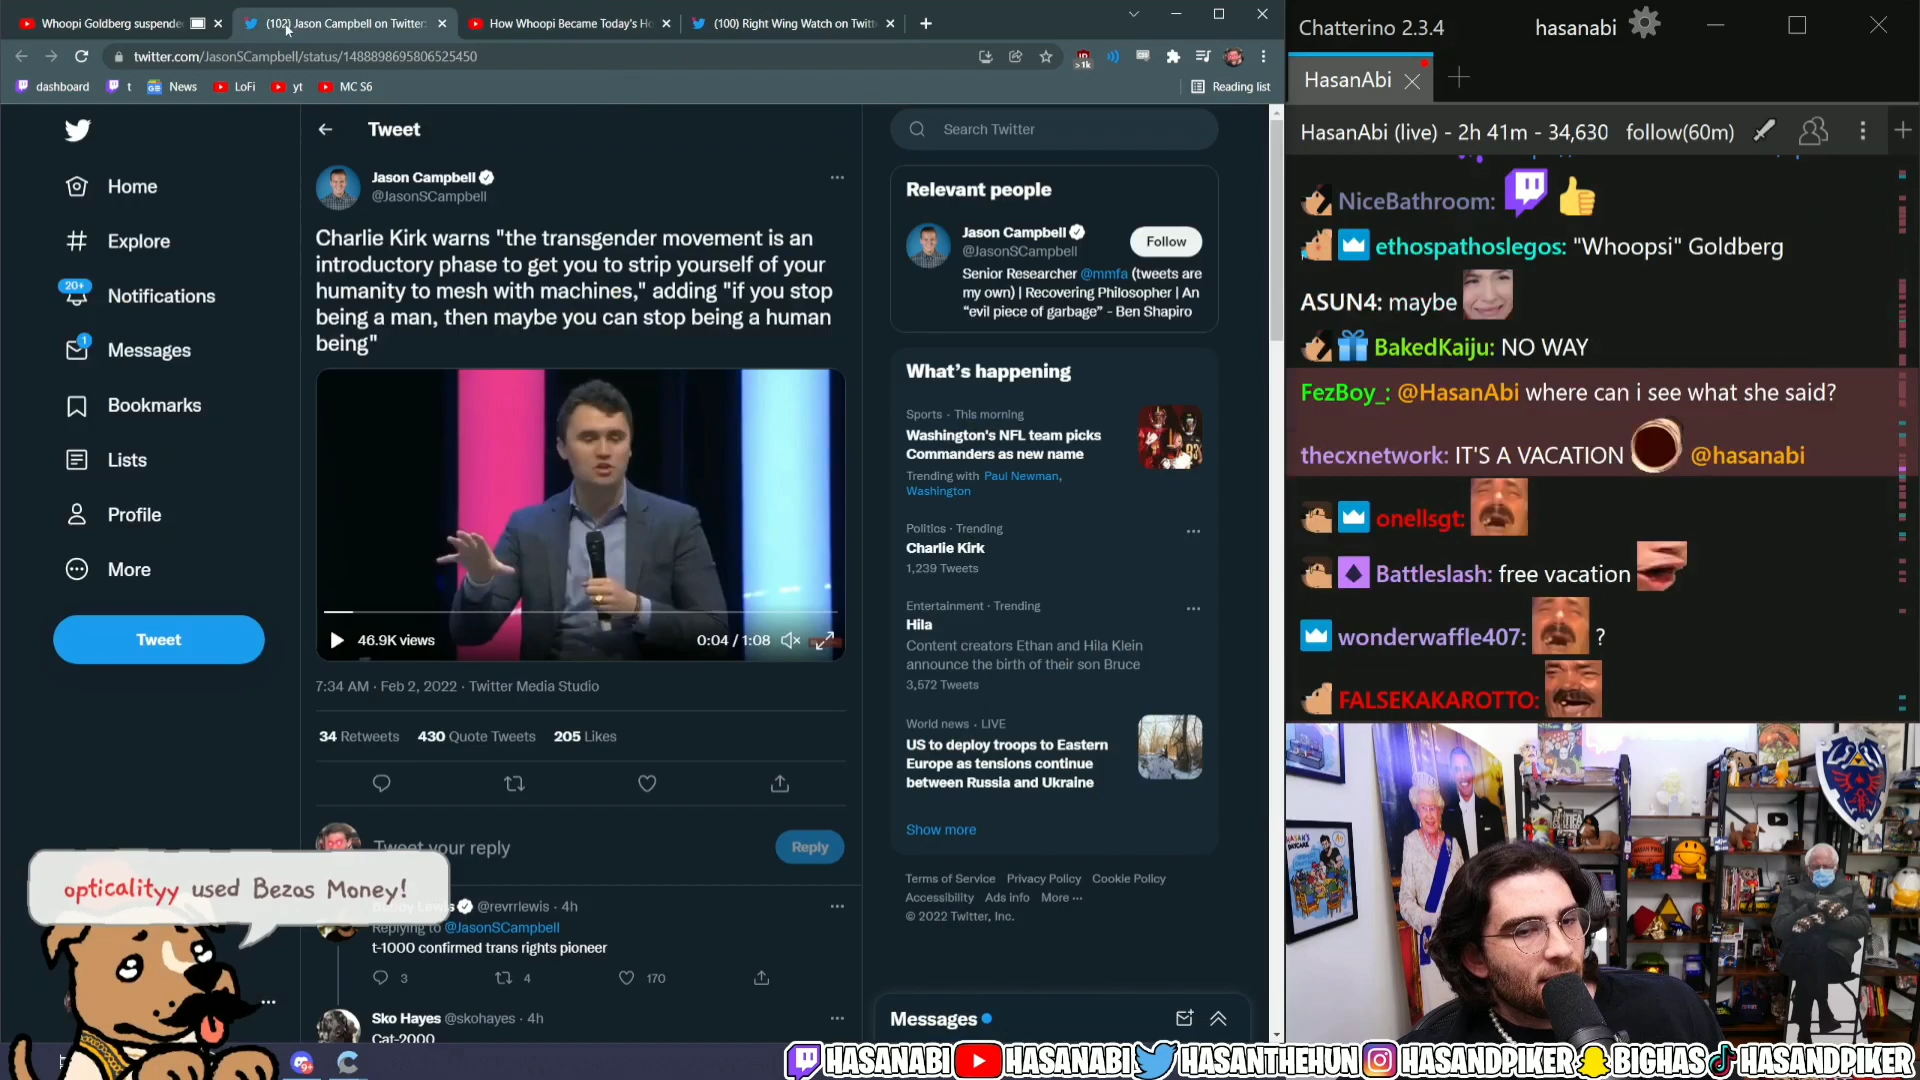 Whoopi Goldberg suspende
(102) Jason Campbell on Twitter:
How Whoopi Became Today's Ho
(100) Right Wing Watch on Twitt
twitter.com/JasonSCampbell/status/1488898695806525450
>1k
dashboard
t
News
LoFi
yt
MC S6
Reading list
Home
Explore
20+
Notifications
1
Messages
Bookmarks
Lists
Profile
More
Tweet
Tweet
Jason Campbell
@JasonSCampbell
Charlie Kirk warns "the transgender movement is an
introductory phase to get you to strip yourself of your
humanity to mesh with machines," adding "if you stop
being a man, then maybe you can stop being a human
being"
46.9K views
0:04 / 1:08
7:34 AM · Feb 2, 2022 · Twitter Media Studio
34 Retweets 430 Quote Tweets 205 Likes
Tweet your reply
Reply
@revrrlewis · 4h
Replying to @JasonSCampbell
t-1000 confirmed trans rights pioneer
3
4
170
Sko Hayes @skohayes · 4h
Cat-2000
opticalityy used Bezos Money!
Search Twitter
Relevant people
Jason Campbell
@JasonSCampbell
Follow
Senior Researcher @mmfa (tweets are
my own) | Recovering Philosopher | An
“evil piece of garbage” - Ben Shapiro
What’s happening
Sports · This morning
Washington's NFL team picks
Commanders as new name
Trending with Paul Newman,
Washington
Politics · Trending
Charlie Kirk
1,239 Tweets
Entertainment · Trending
Hila
Content creators Ethan and Hila Klein
announce the birth of their son Bruce
3,572 Tweets
World news · LIVE
US to deploy troops to Eastern
Europe as tensions continue
between Russia and Ukraine
Show more
Terms of Service Privacy Policy Cookie Policy
Accessibility Ads info More ···
© 2022 Twitter, Inc.
Messages
Chatterino 2.3.4
hasanabi
HasanAbi
HasanAbi (live) - 2h 41m - 34,630 follow(60m)
NiceBathroom:
ethospathoslegos: "Whoopsi" Goldberg
ASUN4: maybe
BakedKaiju: NO WAY
FezBoy_: @HasanAbi where can i see what she said?
thecxnetwork: IT'S A VACATION @hasanabi
onellsgt:
Battleslash: free vacation
wonderwaffle407: ?
FALSEKAKAROTTO:
HASANABI HASANABI HASANTHEHUN HASANDPIKER BIGHAS HASANDPIKER